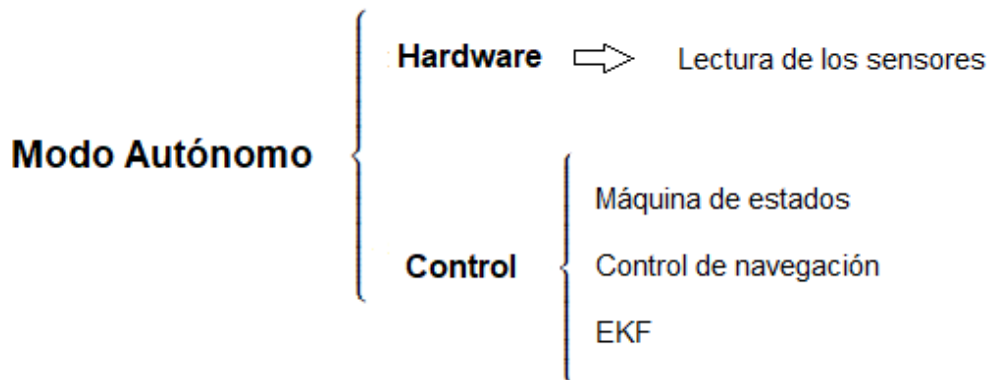 Hardware
Lectura de los sensores
Modo Autónomo
Máquina de estados
Control
Control de navegación
EKF